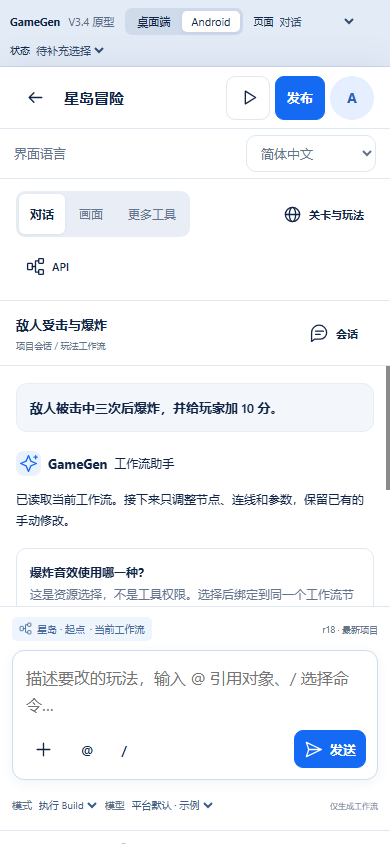 GameGen V3.4 原型 桌面端 Android 页面 对话
状态 待补充选择
星岛冒险 发布 A
界面语言 简体中文
对话 画面 更多工具 关卡与玩法
API
敌人受击与爆炸
项目会话 / 玩法工作流 会话
敌人被击中三次后爆炸，并给玩家加 10 分。
GameGen 工作流助手
已读取当前工作流。接下来只调整节点、连线和参数，保留已有的
手动修改。
爆炸音效使用哪一种?
这是资源选择，不是工具权限。选择后绑定到同一个工作流节
星岛 · 起点 · 当前工作流 r18 · 最新项目
描述要改的玩法，输入 @ 引用对象、/ 选择命
令...
@ / 发送
模式 执行 Build 模型 平台默认 · 示例 仅生成工作流